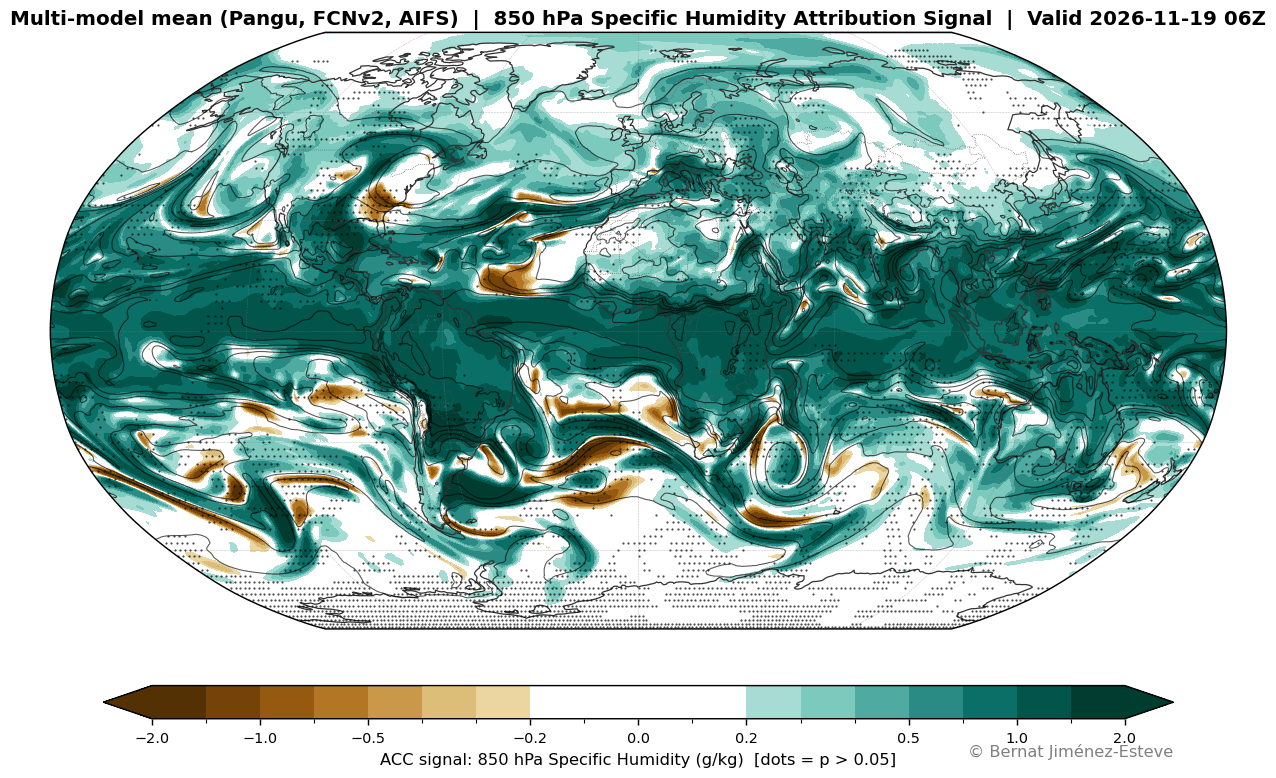 Multi-model mean (Pangu, FCNv2, AIFS)  |  850 hPa Specific Humidity Attribution Signal  |  Valid 2026-11-19 06Z
−2.0 −1.0 −0.5 −0.2 0.0 0.2 0.5 1.0 2.0
ACC signal: 850 hPa Specific Humidity (g/kg)  [dots = p > 0.05]
© Bernat Jiménez-Esteve